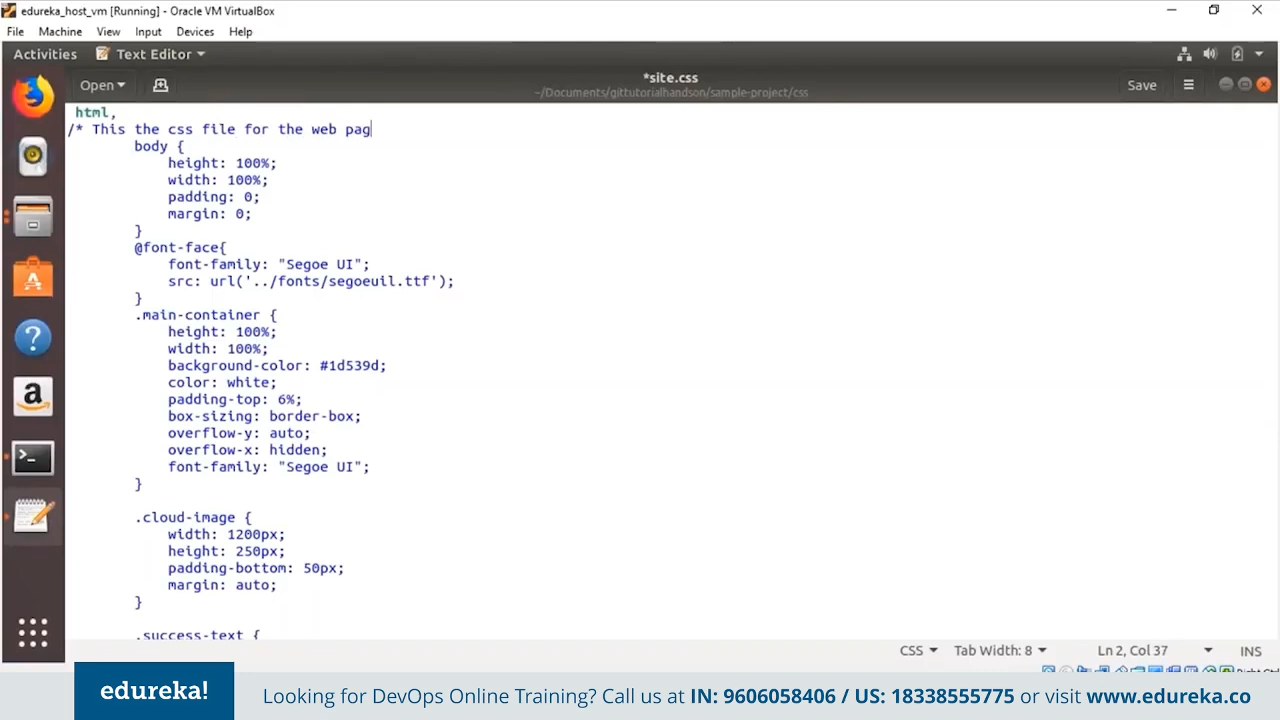 edureka_host_vm [Running] - Oracle VM VirtualBox
File Machine View Input Devices Help
Activities Text Editor
Open *site.css Save
~/Documents/gittutorialhandson/sample-project/css
html,
/* This the css file for the web pag
body {
height: 100%;
width: 100%;
padding: 0;
margin: 0;
}
@font-face{
font-family: "Segoe UI";
src: url('../fonts/segoeuil.ttf');
}
.main-container {
height: 100%;
width: 100%;
background-color: #1d539d;
color: white;
padding-top: 6%;
box-sizing: border-box;
overflow-y: auto;
overflow-x: hidden;
font-family: "Segoe UI";
}
.cloud-image {
width: 1200px;
height: 250px;
padding-bottom: 50px;
margin: auto;
}
.success-text {
CSS Tab Width: 8 Ln 2, Col 37 INS
edureka!
Looking for DevOps Online Training? Call us at IN: 9606058406 / US: 18338555775 or visit www.edureka.co